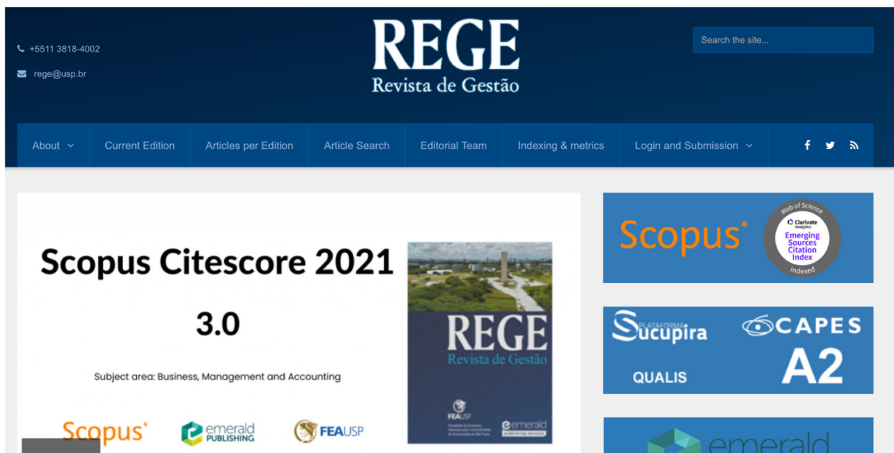 +5511 3818-4002
rege@usp.br
REGE
Revista de Gestão
Search the site...
About
Current Edition
Articles per Edition
Article Search
Editorial Team
Indexing & metrics
Login and Submission
Scopus Citescore 2021
3.0
Subject area: Business, Management and Accounting
Scopus
emerald
PUBLISHING
FEAUSP
REGE
Revista de Gestão
FEAUSP
emerald
Scopus
Web of Science
Clarivate
Analytics
Emerging
Sources
Citation
Index
Indexed
PLATAFORMA
Sucupira
CAPES
QUALIS
A2
emerald